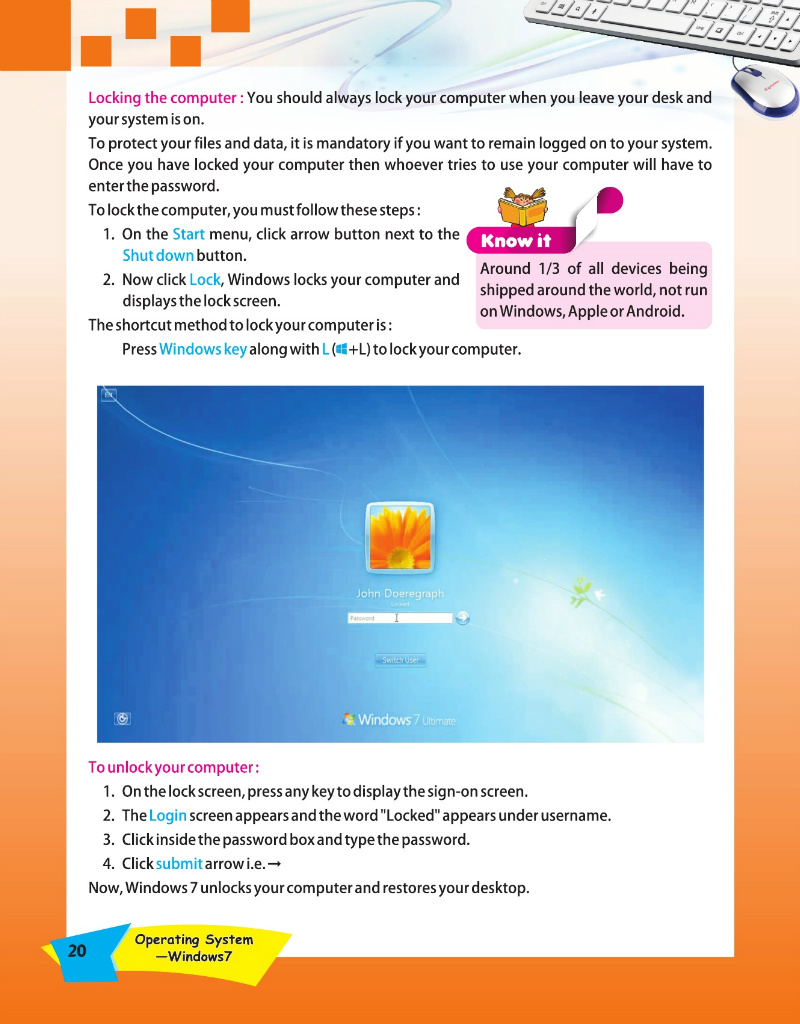 Locking the computer : You should always lock your computer when you leave your desk and
your system is on.
To protect your files and data, it is mandatory if you want to remain logged on to your system.
Once you have locked your computer then whoever tries to use your computer will have to
enter the password.
To lock the computer, you must follow these steps :
1. On the Start menu, click arrow button next to the
Shut down button.
2. Now click Lock, Windows locks your computer and
displays the lock screen.
Know it
Around 1/3 of all devices being
shipped around the world, not run
on Windows, Apple or Android.
The shortcut method to lock your computer is :
Press Windows key along with L (+L) to lock your computer.
John Doeregraph
Locked
Password
Switch User
Windows 7 Ultimate
To unlock your computer :
1. On the lock screen, press any key to display the sign-on screen.
2. The Login screen appears and the word "Locked" appears under username.
3. Click inside the password box and type the password.
4. Click submit arrow i.e. →
Now, Windows 7 unlocks your computer and restores your desktop.
20
Operating System
—Windows7